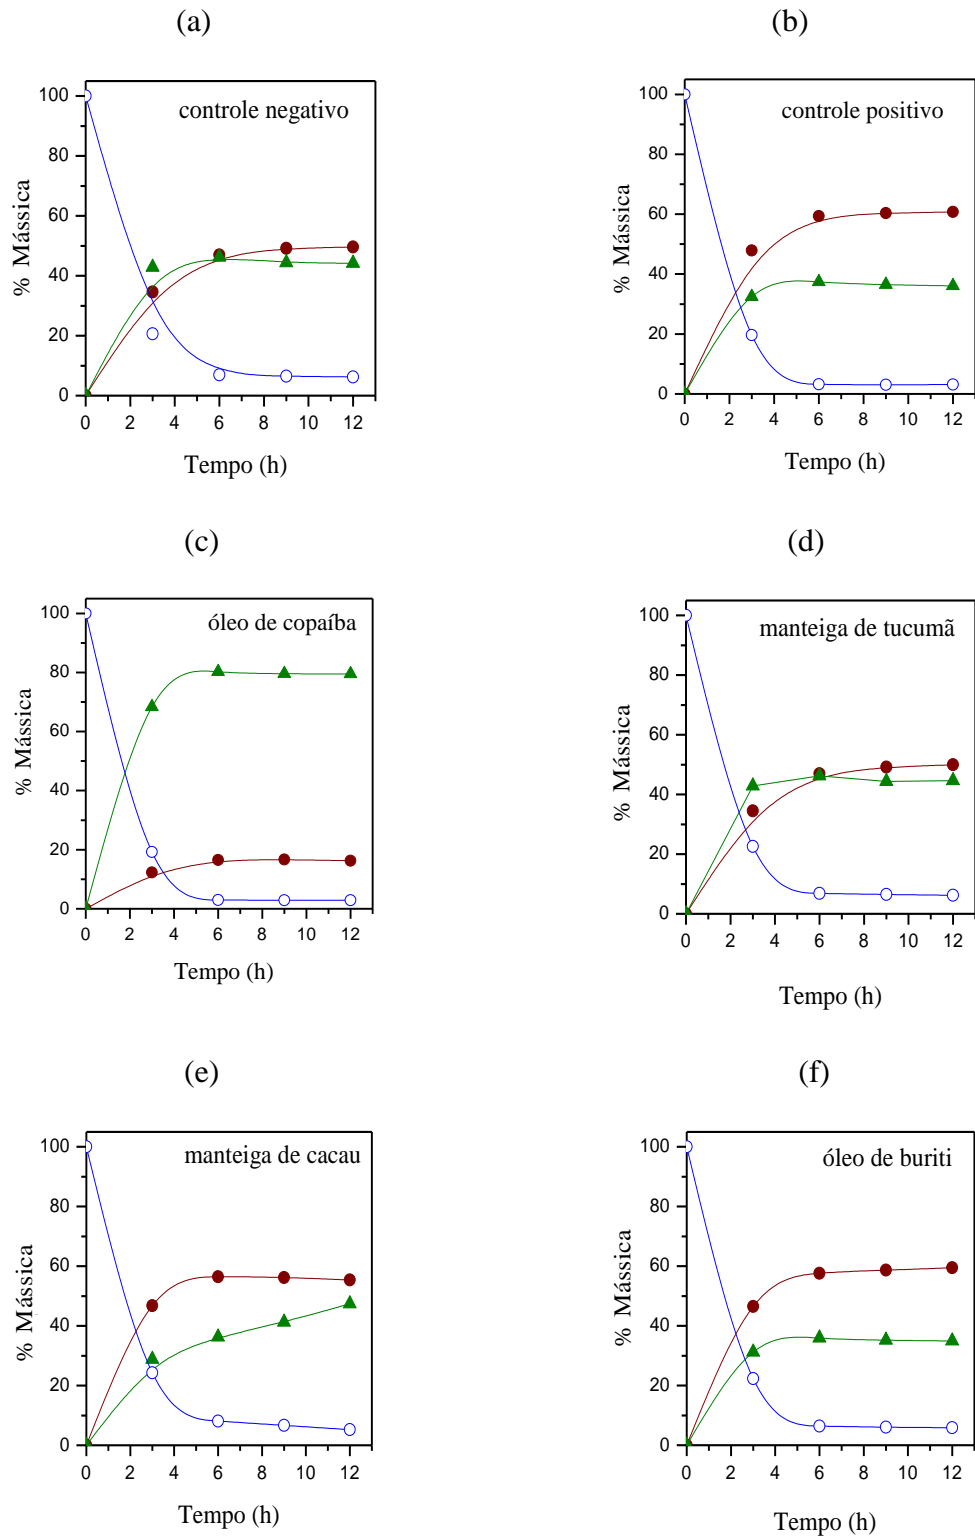 (a)
controle negativo
100
80
60
40
20
0
0 2 4 6 8 10 12
% Mássica
Tempo (h)
(b)
controle positivo
100
80
60
40
20
0
0 2 4 6 8 10 12
% Mássica
Tempo (h)
(c)
óleo de copaíba
100
80
60
40
20
0
0 2 4 6 8 10 12
% Mássica
Tempo (h)
(d)
manteiga de tucumã
100
80
60
40
20
0
0 2 4 6 8 10 12
% Mássica
Tempo (h)
(e)
manteiga de cacau
100
80
60
40
20
0
0 2 4 6 8 10 12
% Mássica
Tempo (h)
(f)
óleo de buriti
100
80
60
40
20
0
0 2 4 6 8 10 12
% Mássica
Tempo (h)